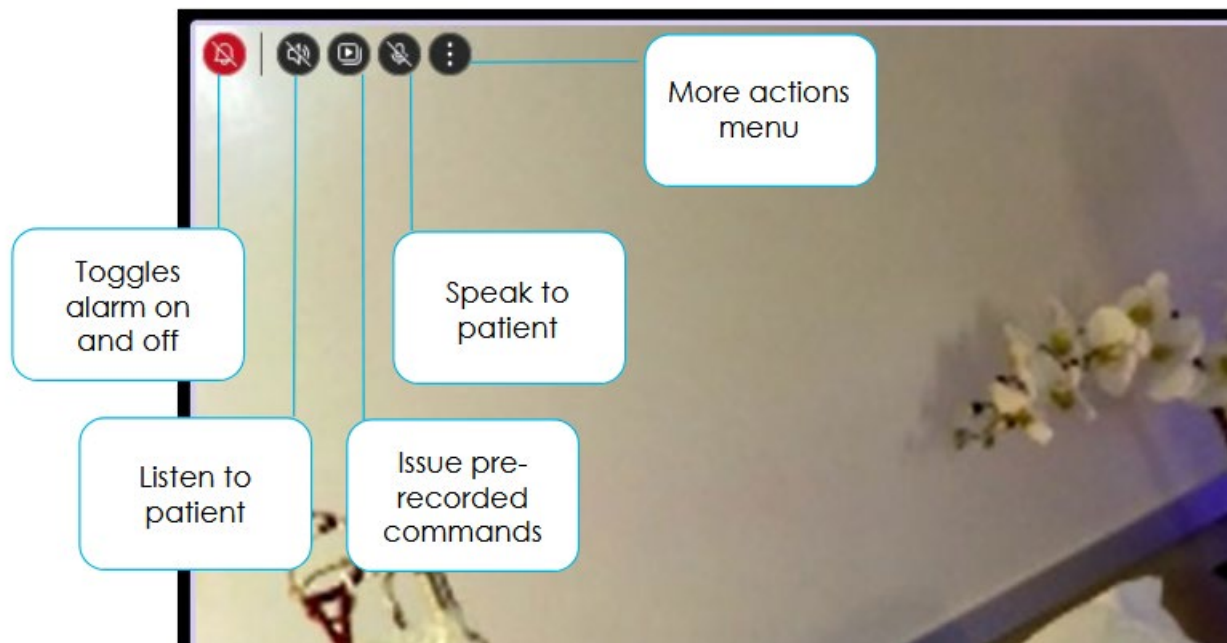 More actions
menu
Toggles
alarm on
and off
Speak to
patient
Listen to
patient
Issue pre-
recorded
commands